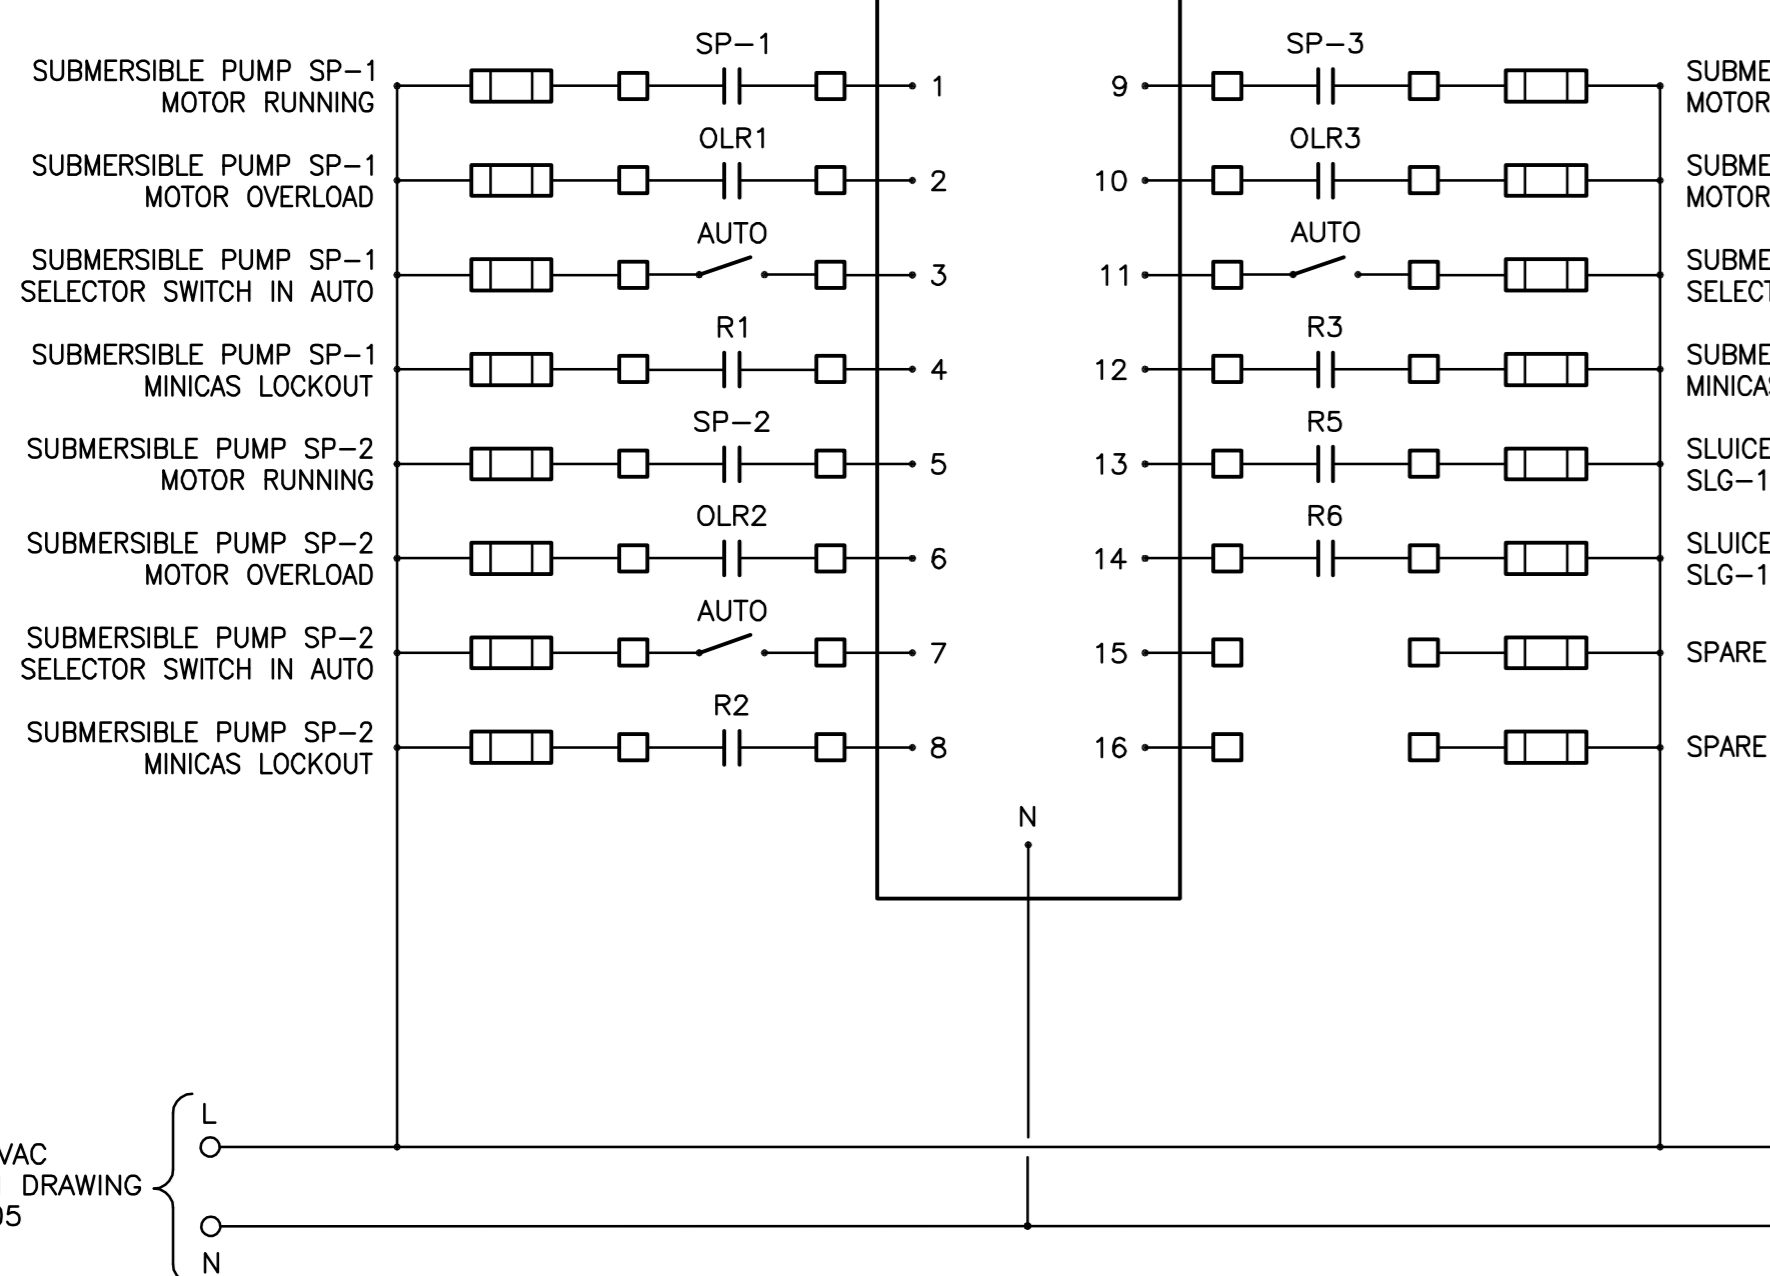 SUBMERSIBLE PUMP SP-1
MOTOR RUNNING
SP-1
1
9
SP-3
SUBME
MOTOR
SUBMERSIBLE PUMP SP-1
MOTOR OVERLOAD
OLR1
2
10
OLR3
SUBME
MOTOR
SUBMERSIBLE PUMP SP-1
SELECTOR SWITCH IN AUTO
AUTO
3
11
AUTO
SUBME
SELECT
SUBMERSIBLE PUMP SP-1
MINICAS LOCKOUT
R1
4
12
R3
SUBME
MINICAS
SUBMERSIBLE PUMP SP-2
MOTOR RUNNING
SP-2
5
13
R5
SLUICE
SLG-1
SUBMERSIBLE PUMP SP-2
MOTOR OVERLOAD
OLR2
6
14
R6
SLUICE
SLG-1
SUBMERSIBLE PUMP SP-2
SELECTOR SWITCH IN AUTO
AUTO
7
15
SPARE
SUBMERSIBLE PUMP SP-2
MINICAS LOCKOUT
R2
8
16
SPARE
N
L
VAC
DRAWING
05
N